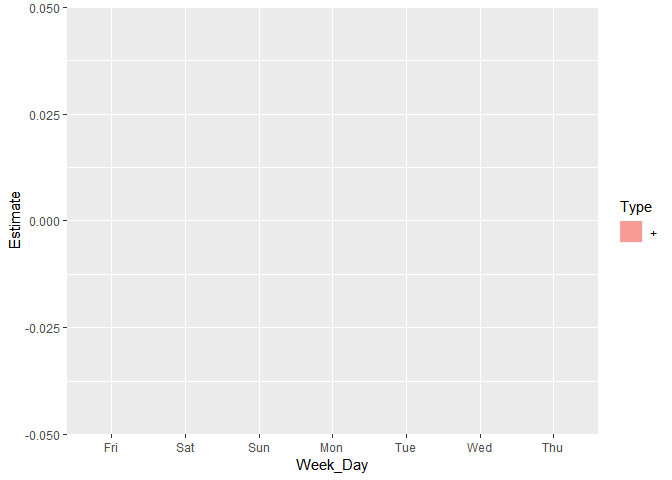 0.050
0.025
0.000
-0.025
-0.050
Estimate
Fri Sat Sun Mon Tue Wed Thu
Week_Day
Type
+